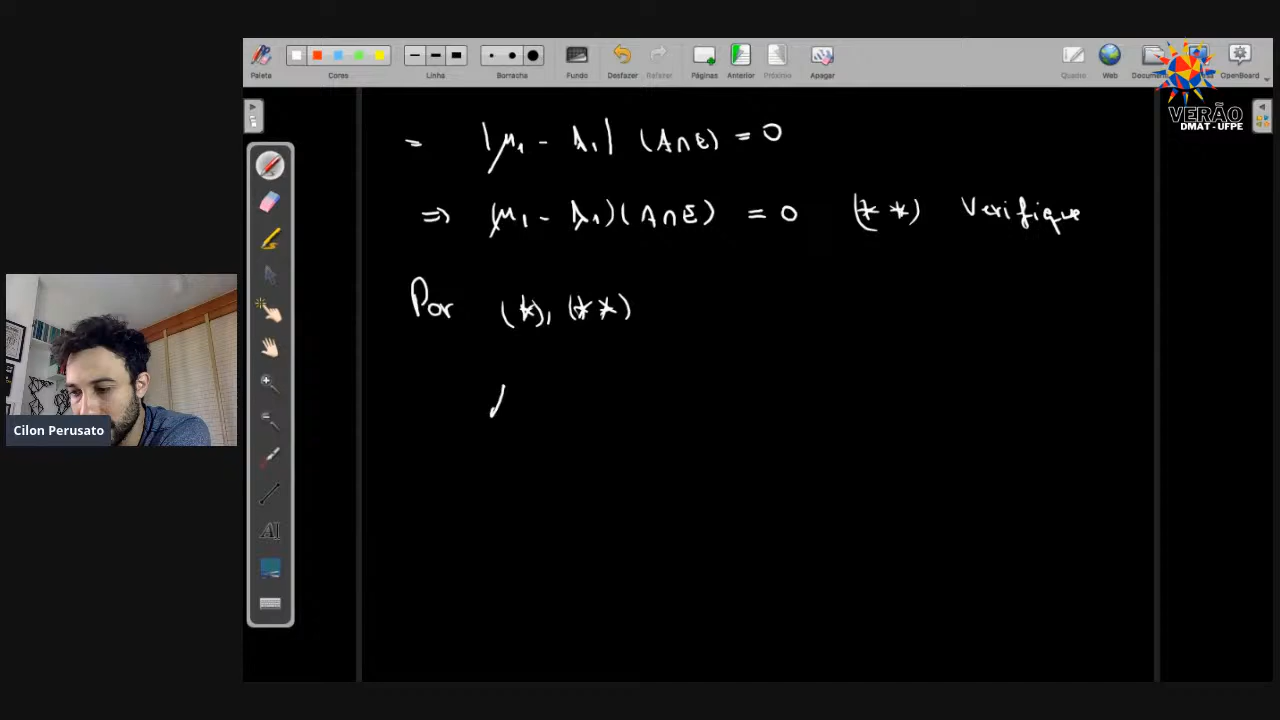 Paleta Cores Linha Borracha Fundo Desfazer Refazer Páginas Anterior Próximo Apagar Quadro Web OpenBoard
VERÃO
DMAT - UFPE
= |μ₁ - λ₁| (A∩E) = 0
⇒ (μ₁ - λ₁)(A∩E) = 0 (**) Verifique
Por (*), (**)
Cilon Perusato